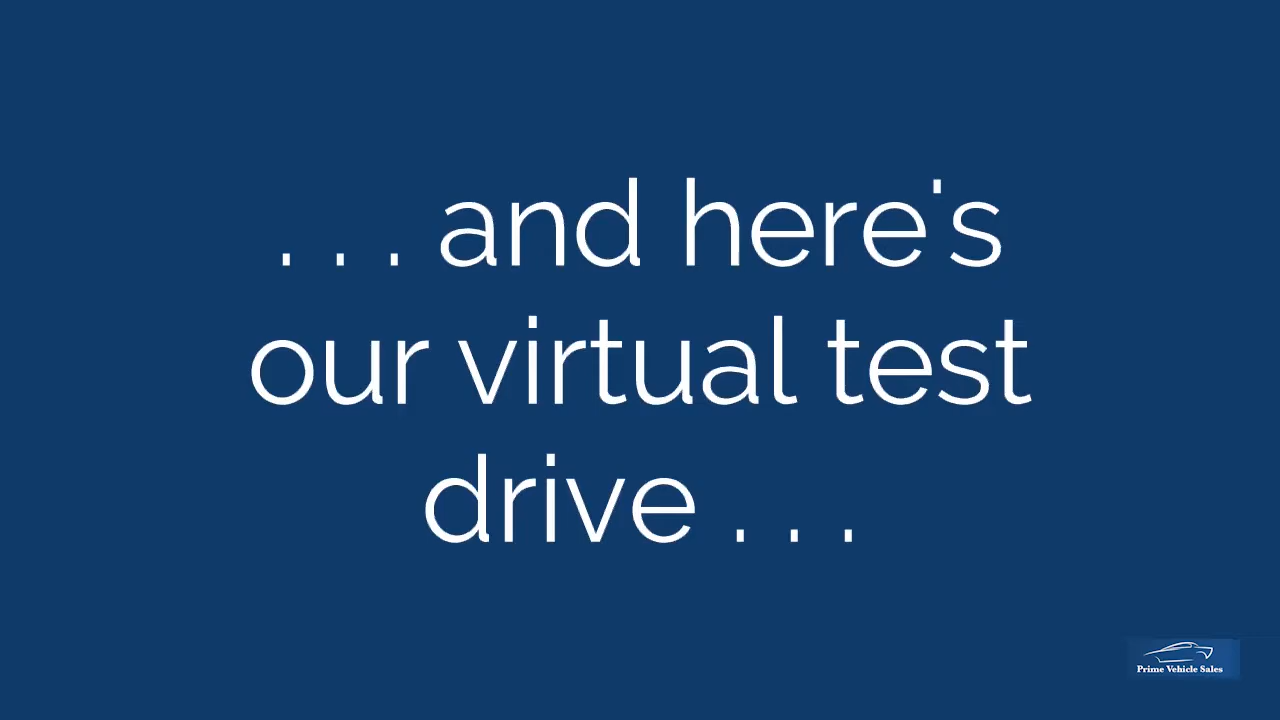 . . . and here's
our virtual test
drive . . .
Prime Vehicle Sales